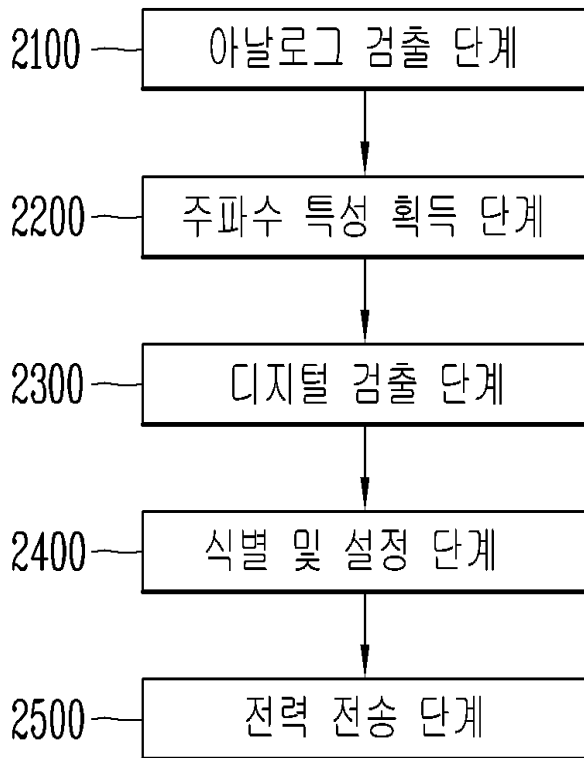 2100 아날로그 검출 단계
2200 주파수 특성 획득 단계
2300 디지털 검출 단계
2400 식별 및 설정 단계
2500 전력 전송 단계